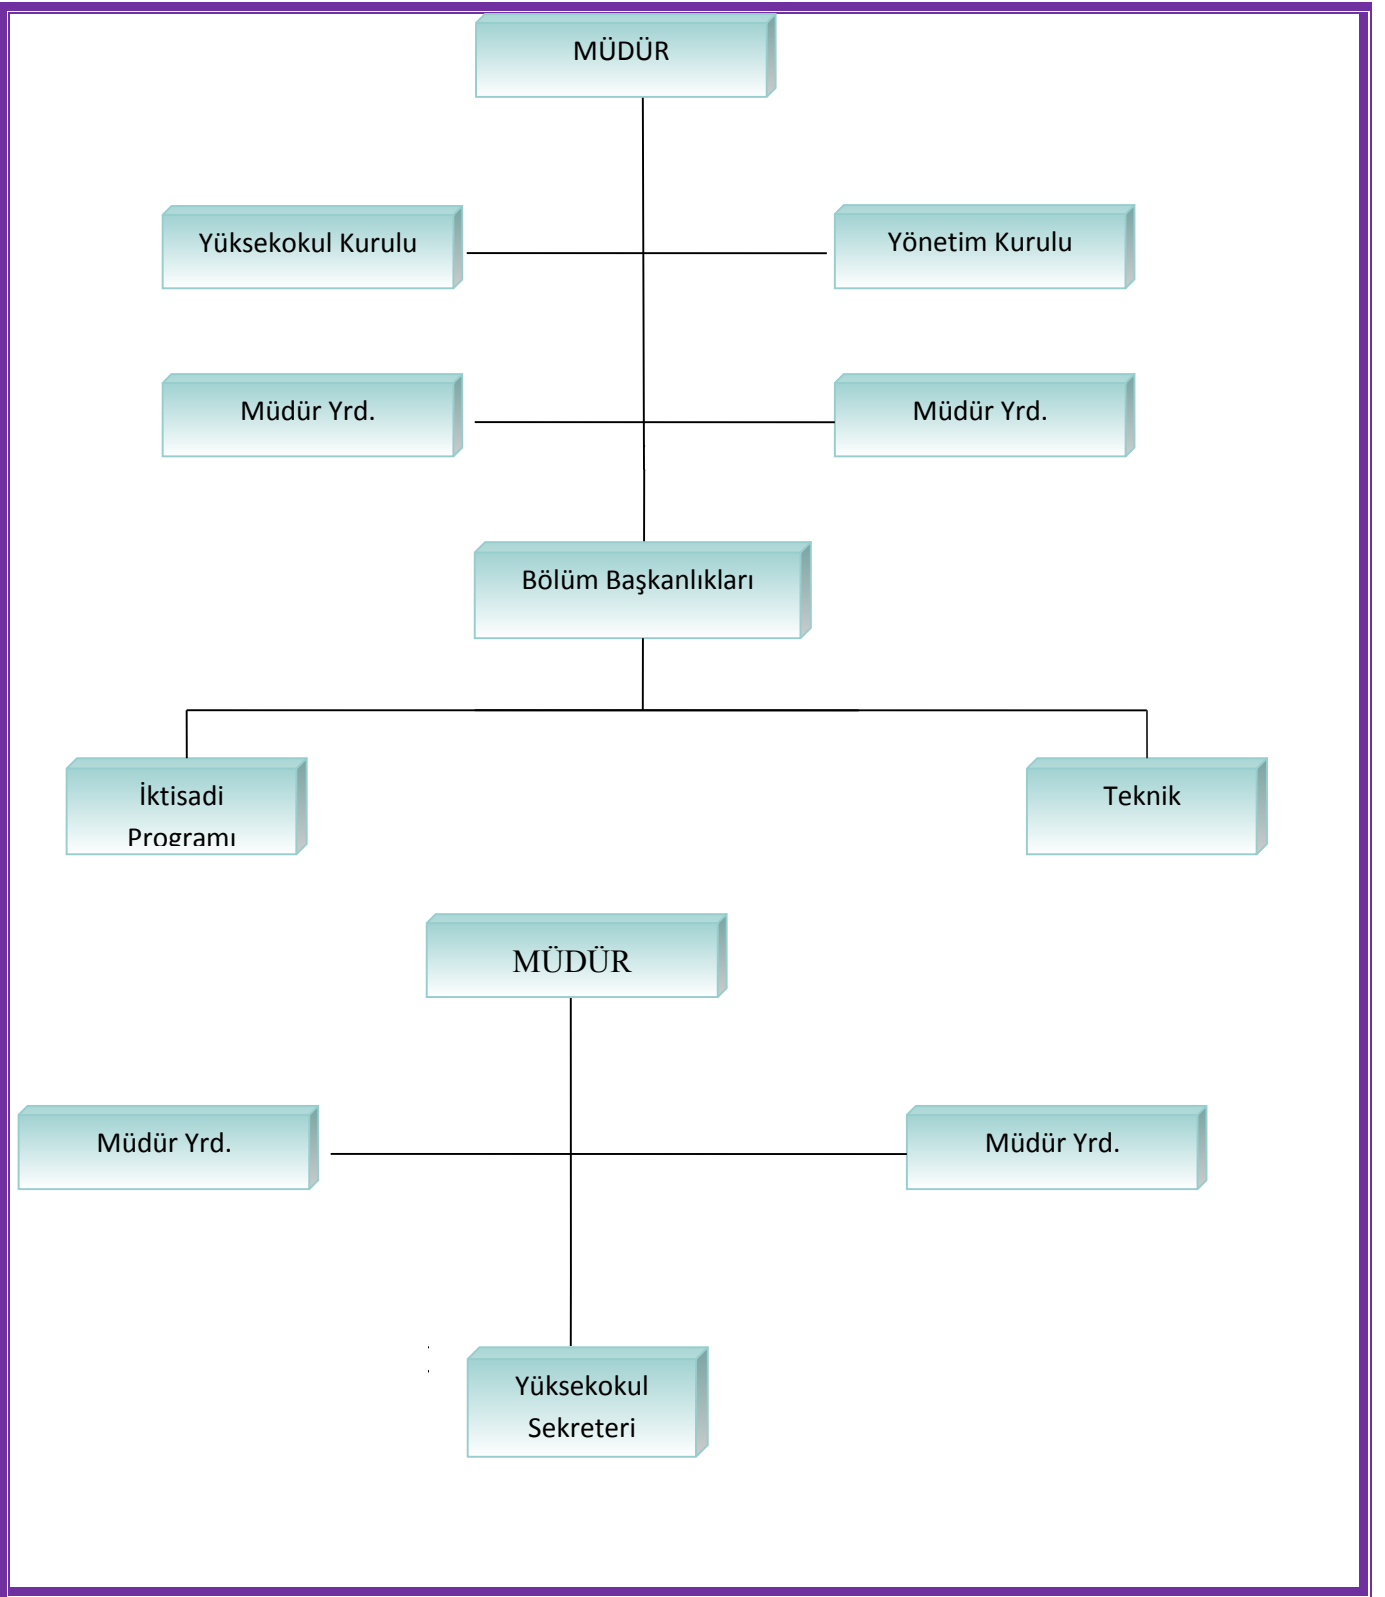 MÜDÜR
Yüksekokul Kurulu
Yönetim Kurulu
Müdür Yrd.
Müdür Yrd.
Bölüm Başkanlıkları
İktisadi
Programı
Teknik
MÜDÜR
Müdür Yrd.
Müdür Yrd.
Yüksekokul
Sekreteri